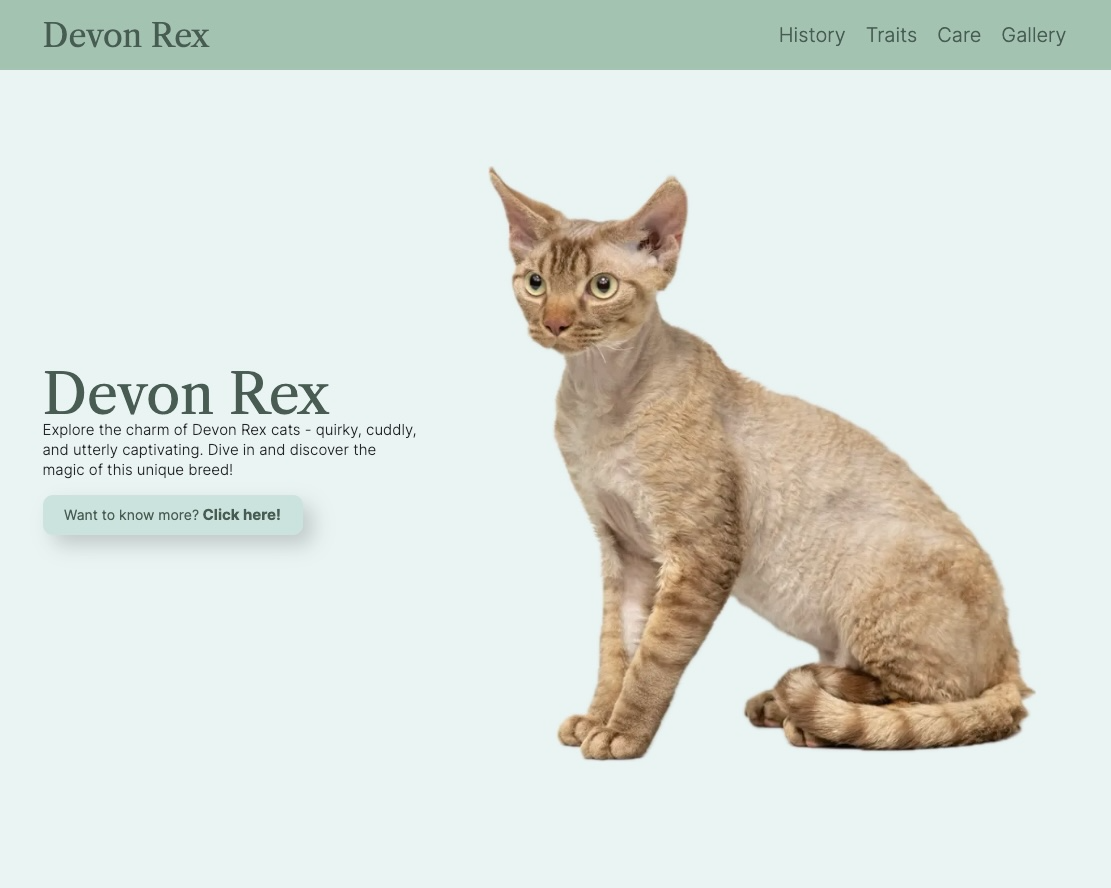 Devon Rex
History Traits Care Gallery
Devon Rex
Explore the charm of Devon Rex cats - quirky, cuddly,
and utterly captivating. Dive in and discover the
magic of this unique breed!
Want to know more? Click here!